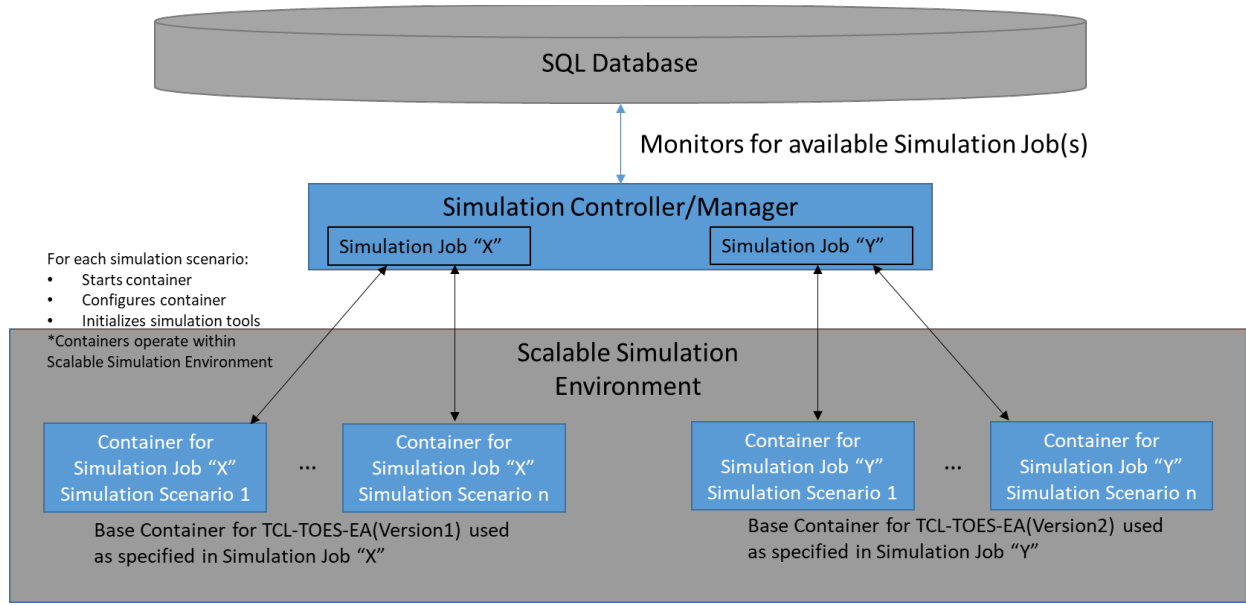 SQL Database
Monitors for available Simulation Job(s)
Simulation Controller/Manager
Simulation Job “X”
Simulation Job “Y”
For each simulation scenario:
• Starts container
• Configures container
• Initializes simulation tools
*Containers operate within
Scalable Simulation Environment
Scalable Simulation
Environment
Container for
Simulation Job “X”
Simulation Scenario 1
...
Container for
Simulation Job “X”
Simulation Scenario n
Container for
Simulation Job “Y”
Simulation Scenario 1
...
Container for
Simulation Job “Y”
Simulation Scenario n
Base Container for TCL-TOES-EA(Version1) used
as specified in Simulation Job “X”
Base Container for TCL-TOES-EA(Version2) used
as specified in Simulation Job “Y”